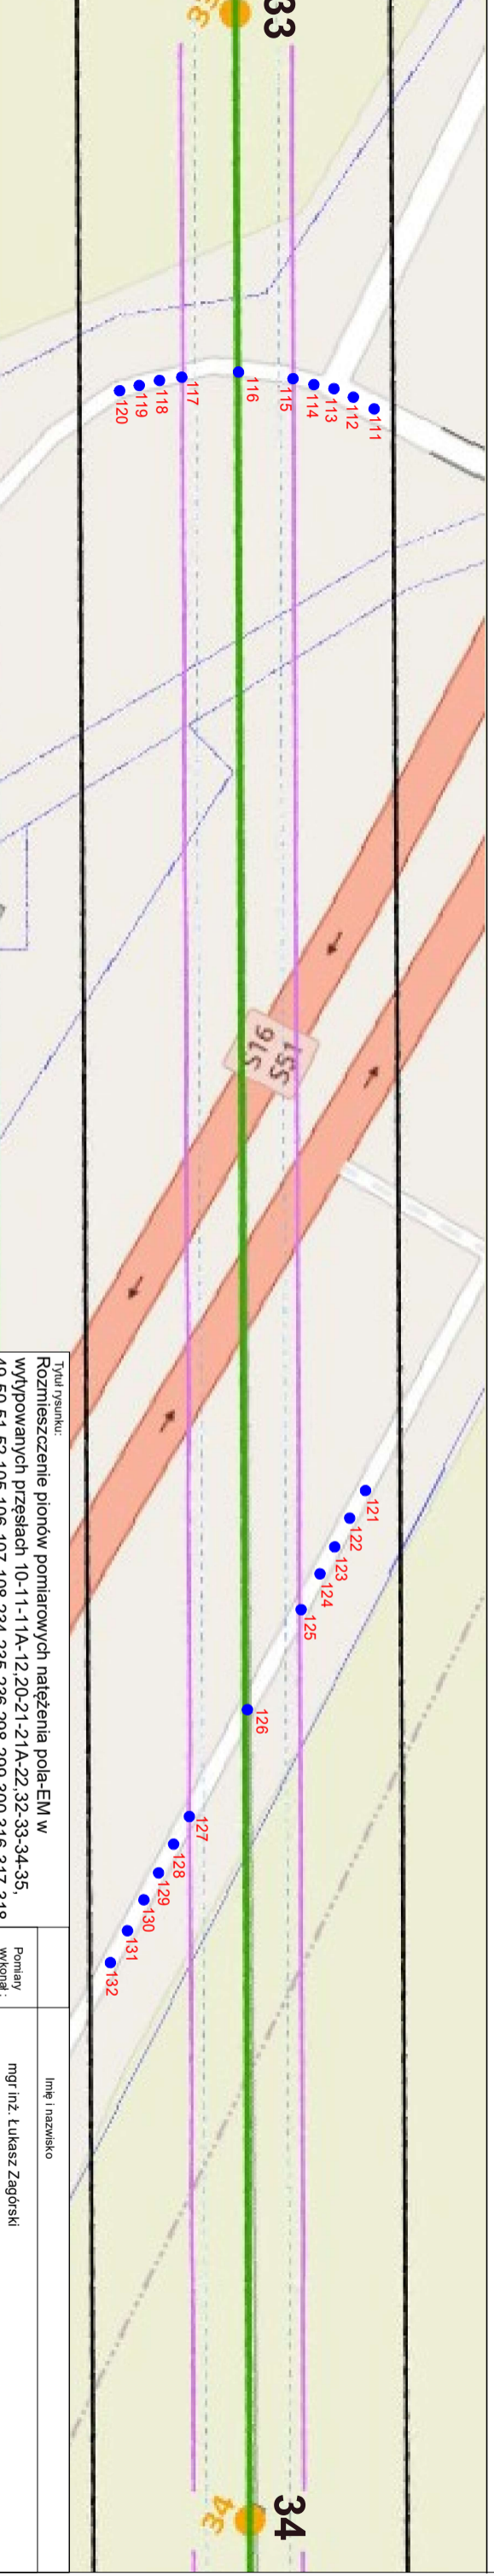 33
33
111
112
113
114
115
116
117
118
119
120
S16
S51
121
122
123
124
125
126
127
128
129
130
131
132
34
34
Tytuł rysunku:
Rozmieszczenie pionów pomiarowych natężenia pola-EM w
wytypowanych przęsłach 10-11-11A-12,20-21-21A-22,32-33-34-35,
Imię i nazwisko
Pomiary
wykonał :
mgr inż. Łukasz Zagórski